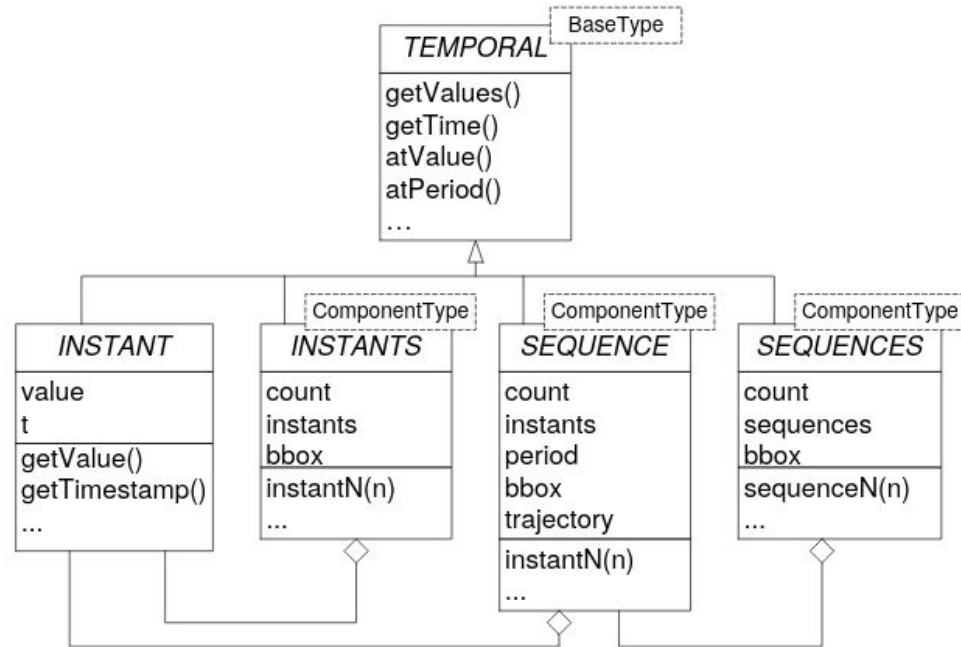 BaseType
TEMPORAL
getValues()
getTime()
atValue()
atPeriod()
...
ComponentType
ComponentType
ComponentType
INSTANT
value
t
getValue()
getTimestamp()
...
INSTANTS
count
instants
bbox
instantN(n)
...
SEQUENCE
count
instants
period
bbox
trajectory
instantN(n)
...
SEQUENCES
count
sequences
bbox
sequenceN(n)
...